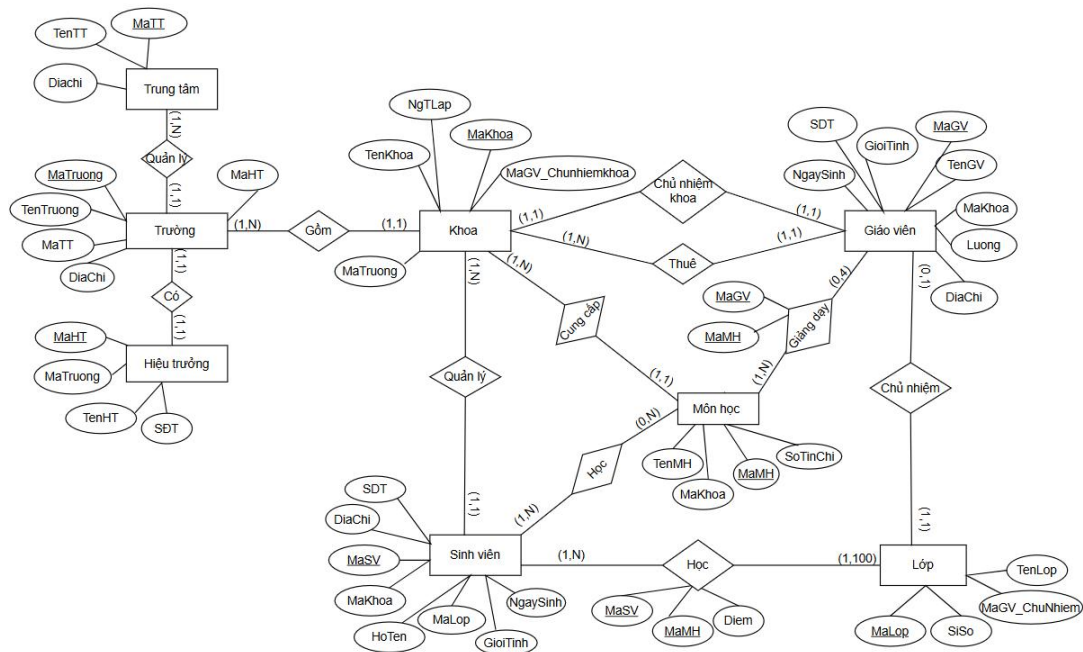 TenTT
MaTT
Diachi
Trung tâm
(1,N)
Quản lý
(1,1)
MaTruong
TenTruong
MaTT
DiaChi
Trường
MaHT
(1,N)
Gồm
(1,1)
(1,1)
Có
(1,1)
MaHT
MaTruong
Hiệu trưởng
TenHT
SĐT
NgTLap
MaKhoa
TenKhoa
MaGV_Chunhiemkhoa
Khoa
MaTruong
(1,1)
Chủ nhiệm
khoa
(1,1)
(1,N)
Thuê
(1,1)
SDT
GioiTinh
MaGV
NgaySinh
TenGV
MaKhoa
Giáo viên
Luong
DiaChi
(1,N)
Quản lý
(1,1)
(1,N)
Cung cấp
(1,1)
(0,4)
MaGV
MaMH
Giảng dạy
(1,N)
(0,1)
Chủ nhiệm
(1,1)
Môn học
TenMH
MaKhoa
MaMH
SoTinChi
(0,N)
Học
(1,N)
SDT
DiaChi
MaSV
MaKhoa
HoTen
MaLop
GioiTinh
NgaySinh
Sinh viên
(1,N)
Học
(1,100)
MaSV
MaMH
Diem
Lớp
TenLop
MaGV_ChuNhiem
MaLop
SiSo